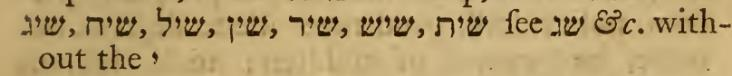 שיג, שיח, שיל, שין, שיר, שיש, שית ſee שג &c. with-
out the י